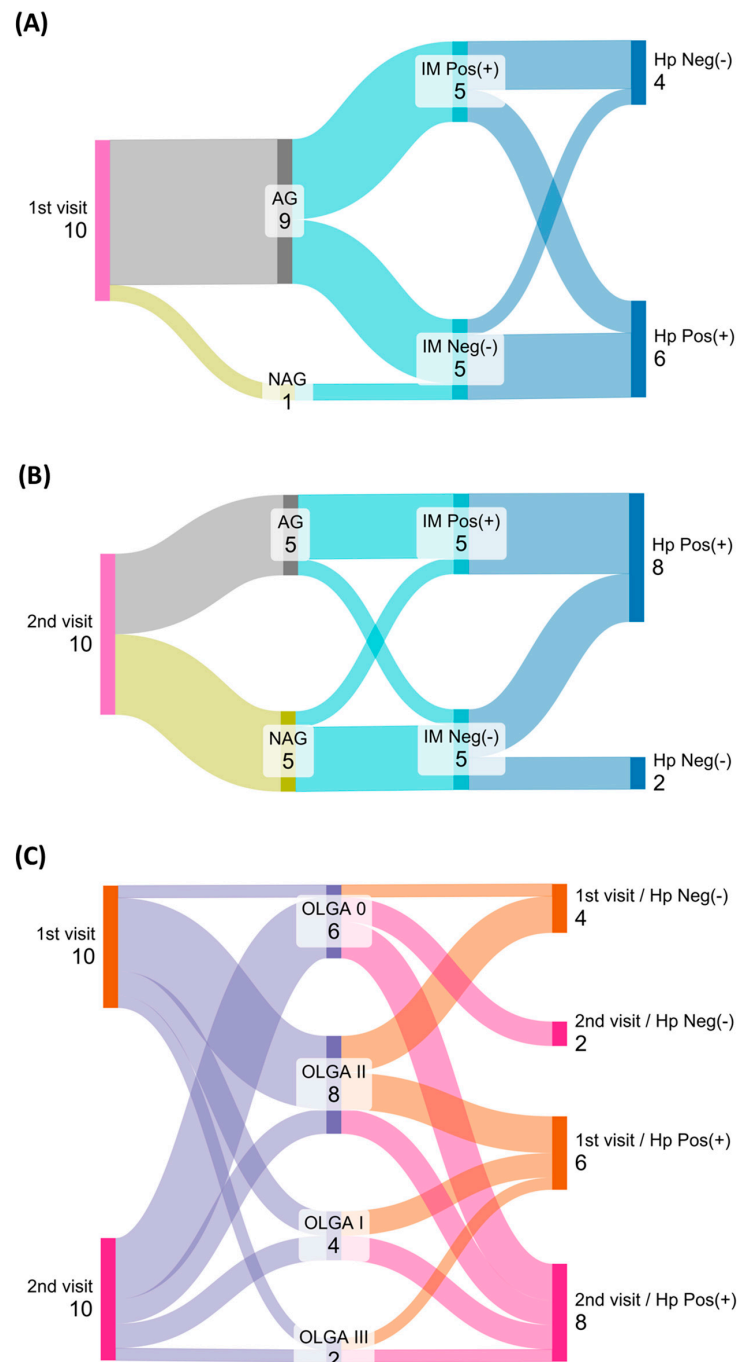 (A)
IM Pos(+)
5
Hp Neg(-)
4
1st visit
10
AG
9
IM Neg(-)
5
Hp Pos(+)
6
NAG
1
(B)
AG
5
IM Pos(+)
5
Hp Pos(+)
8
2nd visit
10
NAG
5
IM Neg(-)
5
Hp Neg(-)
2
(C)
1st visit
10
OLGA 0
6
1st visit / Hp Neg(-)
4
2nd visit / Hp Neg(-)
2
OLGA II
8
1st visit / Hp Pos(+)
6
OLGA I
4
2nd visit
10
2nd visit / Hp Pos(+)
8
OLGA III
2